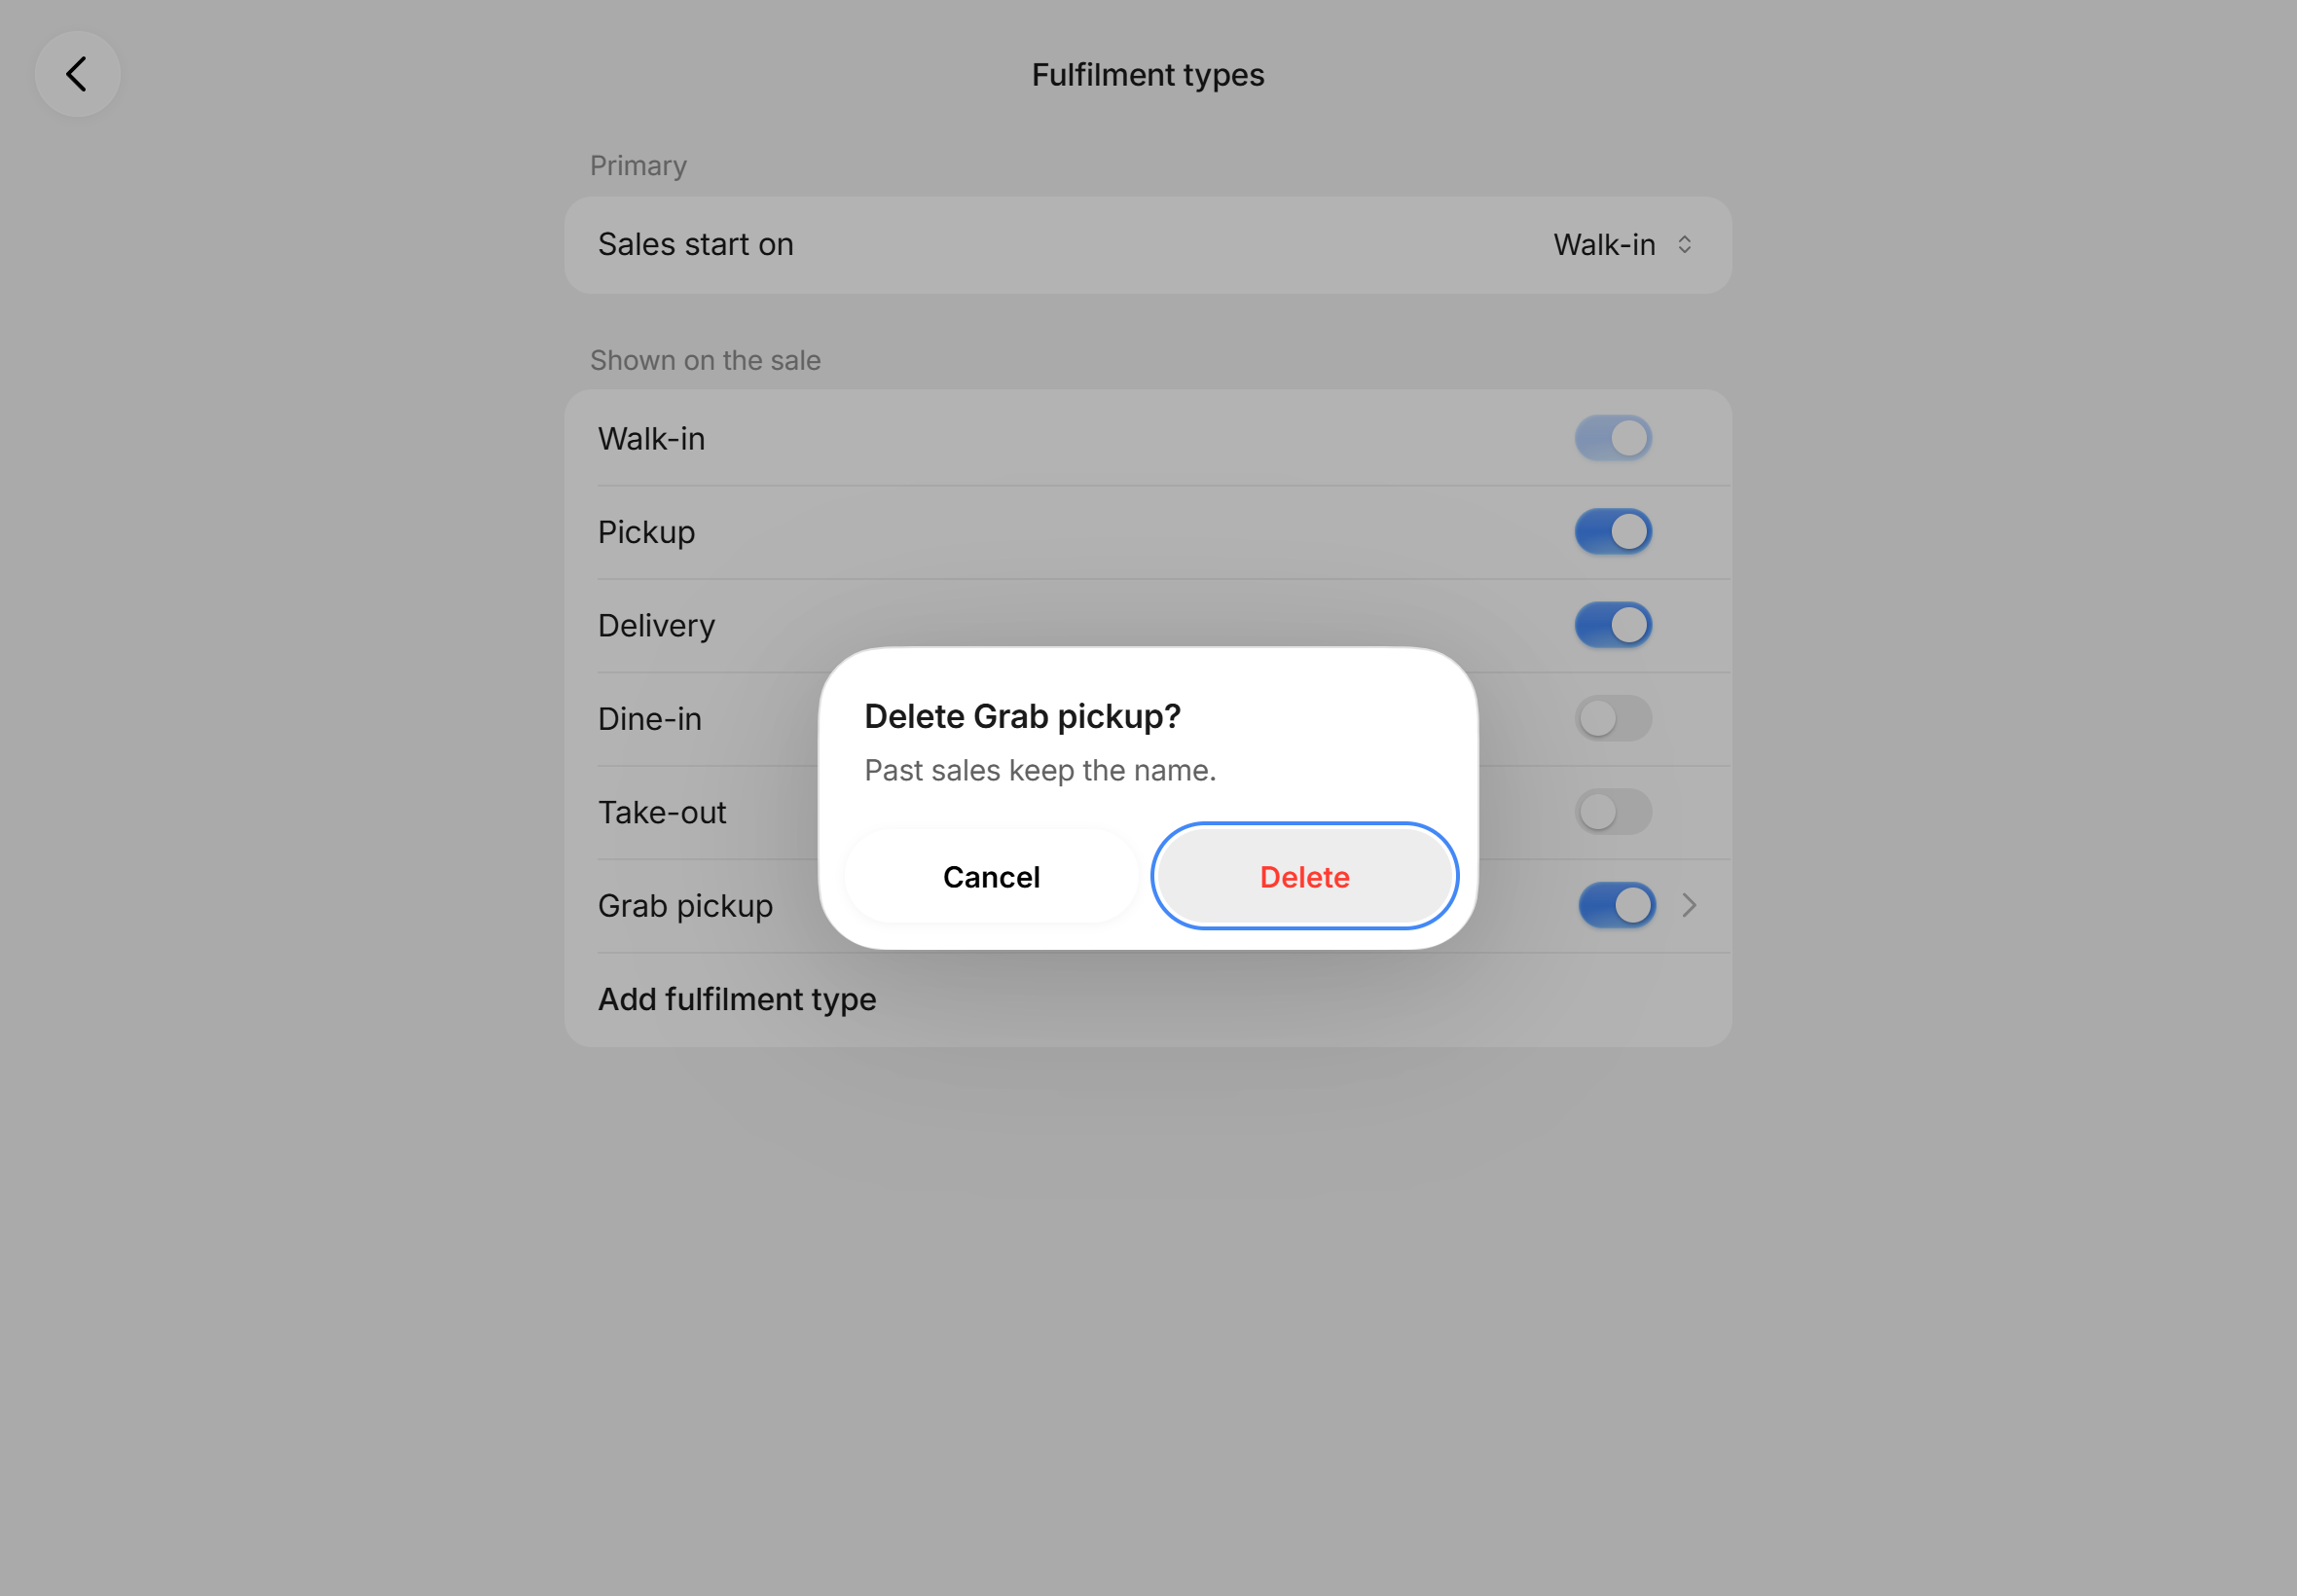 Fulfilment types
Primary
Sales start on
Walk-in
Shown on the sale
Walk-in
Pickup
Delivery
Dine-in
Take-out
Grab pickup
Add fulfilment type
Delete Grab pickup?
Past sales keep the name.
Cancel
Delete